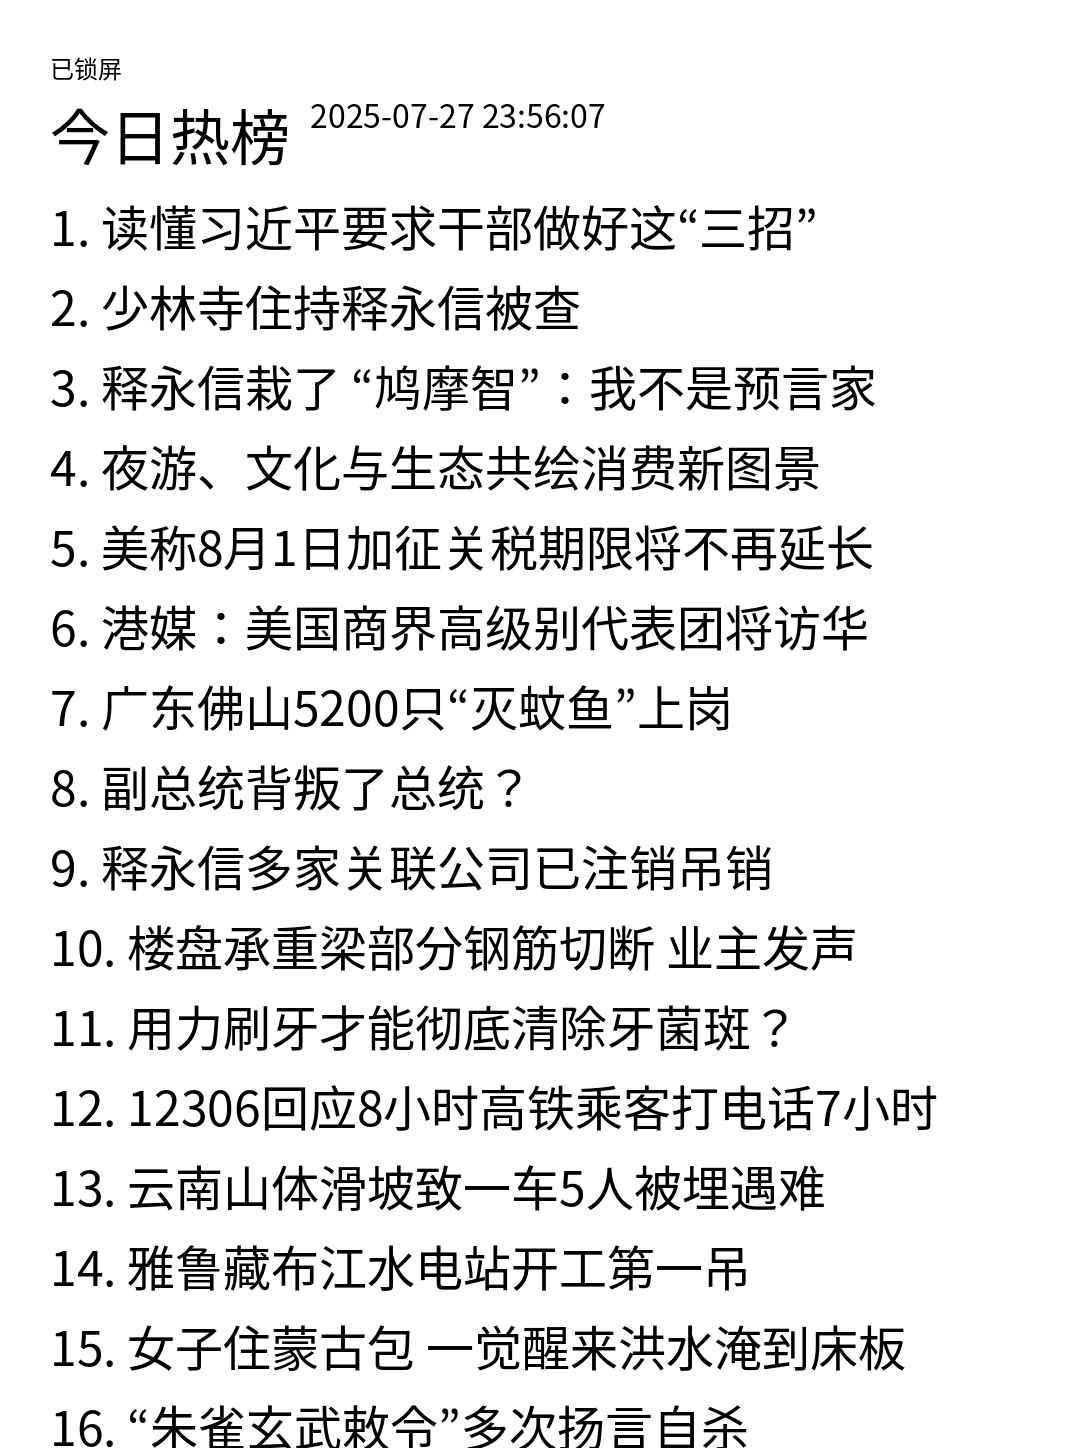 已锁屏
今日热榜 2025-07-27 23:56:07
1. 读懂习近平要求干部做好这“三招”
2. 少林寺住持释永信被查
3. 释永信栽了 “鸠摩智”：我不是预言家
4. 夜游、文化与生态共绘消费新图景
5. 美称8月1日加征关税期限将不再延长
6. 港媒：美国商界高级别代表团将访华
7. 广东佛山5200只“灭蚊鱼”上岗
8. 副总统背叛了总统？
9. 释永信多家关联公司已注销吊销
10. 楼盘承重梁部分钢筋切断 业主发声
11. 用力刷牙才能彻底清除牙菌斑？
12. 12306回应8小时高铁乘客打电话7小时
13. 云南山体滑坡致一车5人被埋遇难
14. 雅鲁藏布江水电站开工第一吊
15. 女子住蒙古包 一觉醒来洪水淹到床板
16. “朱雀玄武敕令”多次扬言自杀